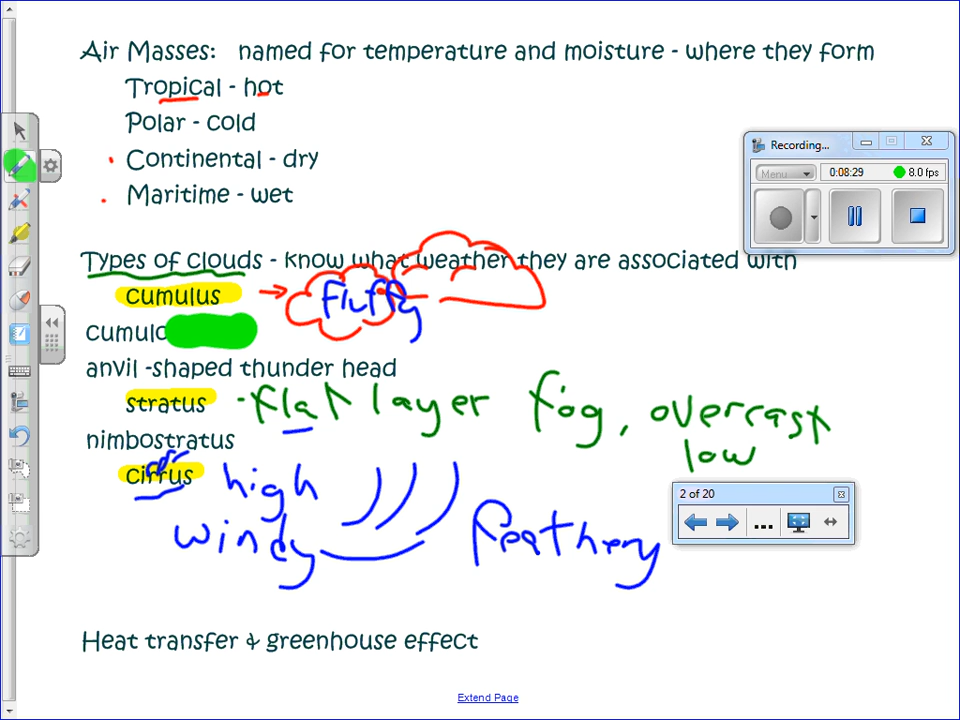 Air Masses: named for temperature and moisture - where they form
Tropical - hot
Polar - cold
Continental - dry
Maritime - wet
Recording...
Menu
0:08:29
8.0 fps
Types of clouds - know what weather they are associated with
cumulus
fluffy
cumulo
anvil -shaped thunder head
stratus - flat layer fog, overcast
low
nimbostratus
cirrus high
windy feathery
2 of 20
...
Heat transfer & greenhouse effect
Extend Page